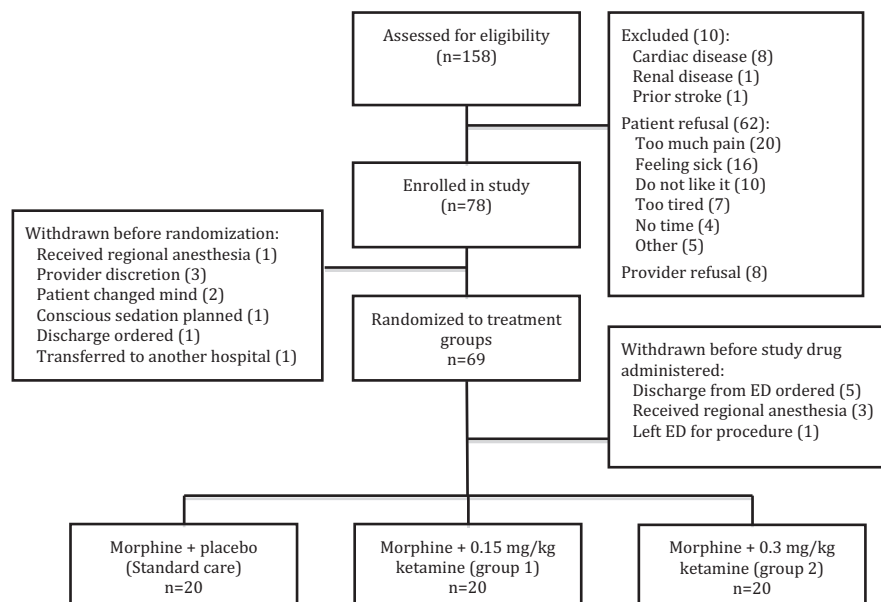 Assessed for eligibility
(n=158)
Excluded (10):
Cardiac disease (8)
Renal disease (1)
Prior stroke (1)
Patient refusal (62):
Too much pain (20)
Feeling sick (16)
Do not like it (10)
Too tired (7)
No time (4)
Other (5)
Provider refusal (8)
Enrolled in study
(n=78)
Withdrawn before randomization:
Received regional anesthesia (1)
Provider discretion (3)
Patient changed mind (2)
Conscious sedation planned (1)
Discharge ordered (1)
Transferred to another hospital (1)
Randomized to treatment
groups
n=69
Withdrawn before study drug
administered:
Discharge from ED ordered (5)
Received regional anesthesia (3)
Left ED for procedure (1)
Morphine + placebo
(Standard care)
n=20
Morphine + 0.15 mg/kg
ketamine (group 1)
n=20
Morphine + 0.3 mg/kg
ketamine (group 2)
n=20